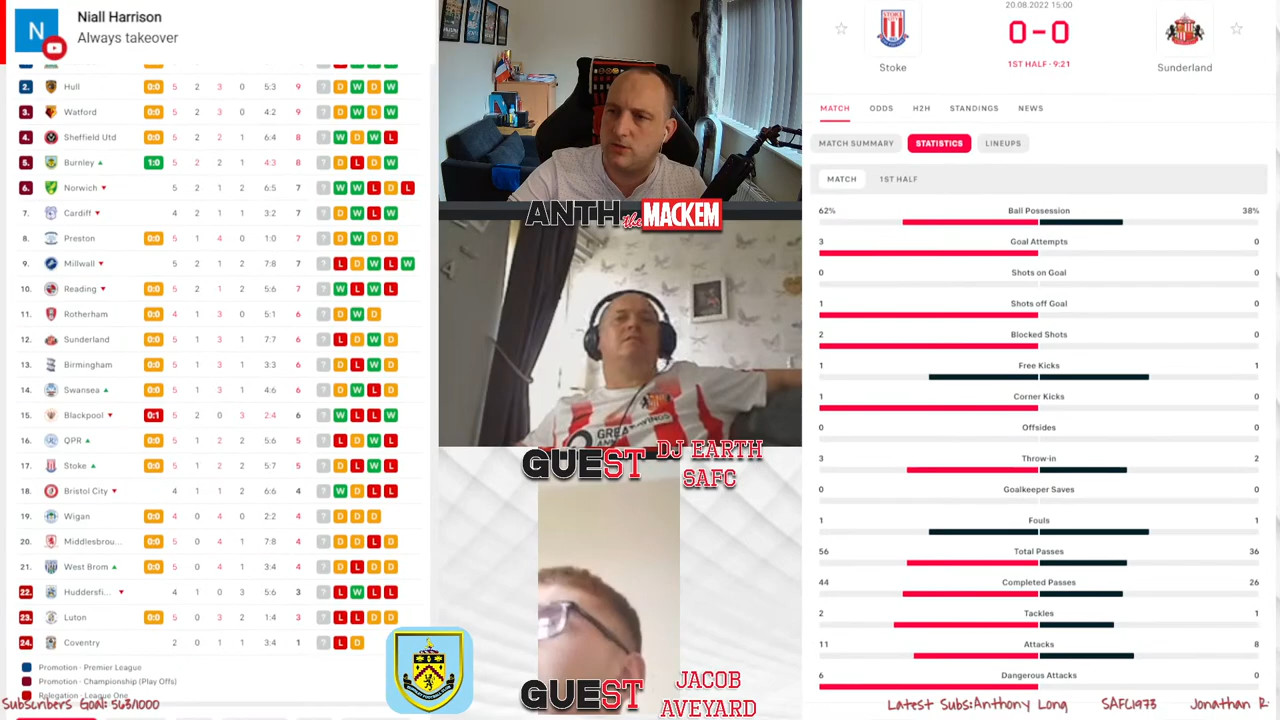 N
Niall Harrison
Always takeover
2. Hull 0:0 5 2 3 0 5:3 9 ? D W D W
3. Watford 0:0 5 2 3 0 4:2 9 ? D W D W
4. Sheffield Utd 0:0 5 2 2 1 6:4 8 ? W D W L
5. Burnley 1:0 5 2 2 1 4:3 8 ? D L D W
6. Norwich 5 2 1 2 6:5 7 ? W W L D L
7. Cardiff 4 2 1 1 3:2 7 ? D W L W
8. Preston 0:0 5 1 4 0 1:0 7 ? D W D D
9. Millwall 5 2 1 2 7:8 7 ? L D W L W
10. Reading 0:0 5 2 1 2 5:6 7 ? W L W L
11. Rotherham 0:0 4 1 3 0 5:1 6 ? D W D
12. Sunderland 0:0 5 1 3 1 7:7 6 ? L D W D
13. Birmingham 0:0 5 1 3 1 3:3 6 ? D L W D
14. Swansea 0:0 5 1 3 1 4:6 6 ? D W L D
15. Blackpool 0:1 5 2 0 3 2:4 6 ? W L L W
16. QPR 0:0 5 1 2 2 5:6 5 ? L D W L
17. Stoke 0:0 5 1 2 2 5:7 5 ? D L W L
18. Bristol City 4 1 1 2 6:6 4 ? W D L L
19. Wigan 0:0 4 0 4 0 2:2 4 ? D D D
20. Middlesbrou... 0:0 5 0 4 1 7:8 4 ? D D L D
21. West Brom 0:0 5 0 4 1 3:4 4 ? D L D D
22. Huddersfi... 4 1 0 3 5:6 3 ? L W L L
23. Luton 0:0 5 0 3 2 1:4 3 ? L L D D
24. Coventry 2 0 1 1 3:4 1 ? L D
Promotion - Premier League
Promotion - Championship (Play Offs)
Relegation - League One
Subscribers Goal: 563/1000
ANTH the MACKEM
GUEST DJ EARTH
SAFC
GUEST JACOB
AVEYARD
20.08.2022 15:00
STOKE
0-0
1ST HALF - 9:21
Stoke Sunderland
MATCH ODDS H2H STANDINGS NEWS
MATCH SUMMARY STATISTICS LINEUPS
MATCH 1ST HALF
62% Ball Possession 38%
3 Goal Attempts 0
0 Shots on Goal 0
1 Shots off Goal 0
2 Blocked Shots 0
1 Free Kicks 1
1 Corner Kicks 0
0 Offsides 0
3 Throw-in 2
0 Goalkeeper Saves 0
1 Fouls 1
56 Total Passes 36
44 Completed Passes 26
2 Tackles 1
11 Attacks 8
6 Dangerous Attacks 0
Latest Subs: Anthony Long SAFC1973 Jonathan R